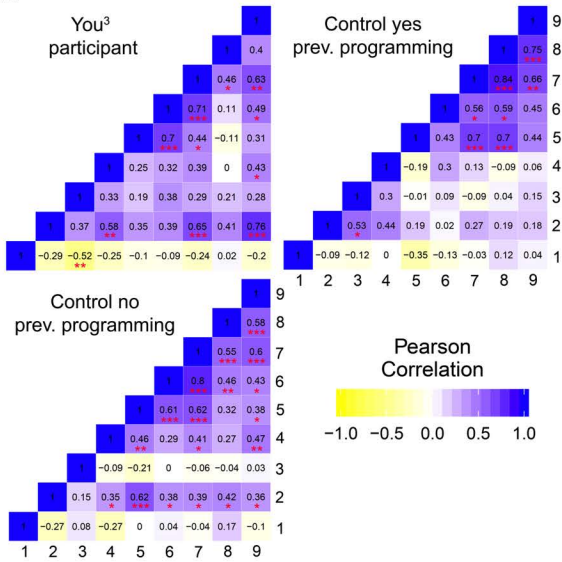 You³
participant
1
1 0.4
1 0.46 0.63
* **
1 0.71 0.11 0.49
*** *
1 0.7 0.44 −0.11 0.31
*** *
1 0.25 0.32 0.39 0 0.43
*
1 0.33 0.19 0.38 0.29 0.21 0.28
1 0.37 0.58 0.35 0.39 0.65 0.41 0.76
** *** ***
1 −0.29 −0.52 −0.25 −0.1 −0.09 −0.24 0.02 −0.2
**
Control yes
prev. programming
1 9
1 0.75 8
***
1 0.84 0.66 7
*** **
1 0.56 0.59 0.45 6
* *
1 0.43 0.7 0.7 0.44 5
*** ***
1 −0.19 0.3 0.13 −0.09 0.06 4
1 0.3 −0.01 0.09 −0.09 0.04 0.15 3
1 0.53 0.44 0.19 0.02 0.27 0.19 0.18 2
*
1 −0.09 −0.12 0 −0.35 −0.13 −0.03 0.12 0.04 1
1 2 3 4 5 6 7 8 9
Control no
prev. programming
1 9
1 0.58 8
***
1 0.55 0.6 7
*** ***
1 0.8 0.46 0.43 6
*** ** *
1 0.61 0.62 0.32 0.38 5
*** *** *
1 0.46 0.29 0.41 0.27 0.47 4
** * **
1 −0.09 −0.21 0 −0.06 −0.04 0.03 3
1 0.15 0.35 0.62 0.38 0.39 0.42 0.36 2
* *** * * * *
1 −0.27 0.08 −0.27 0 0.04 −0.04 0.17 −0.1 1
1 2 3 4 5 6 7 8 9
Pearson
Correlation
−1.0 −0.5 0.0 0.5 1.0